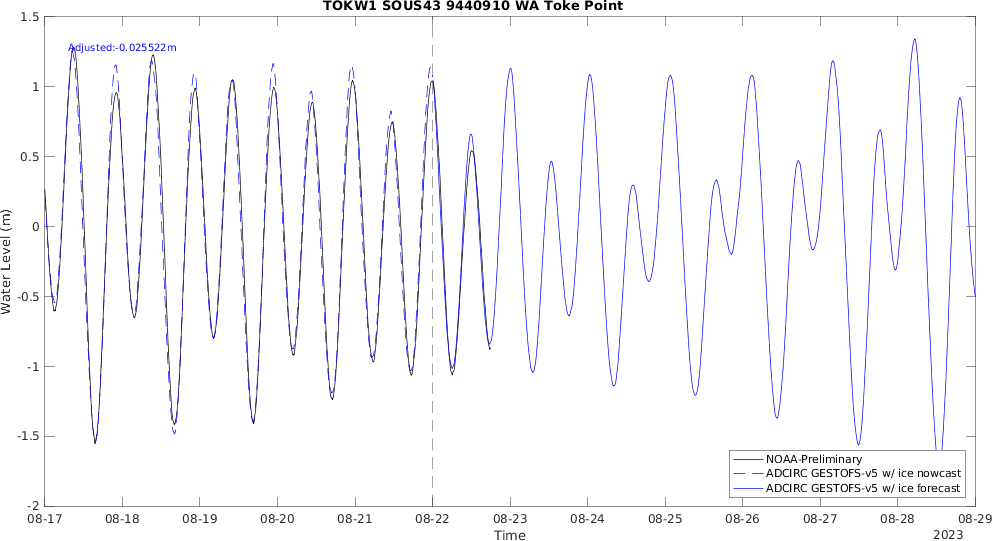 TOKW1 SOUS43 9440910 WA Toke Point
Adjusted:-0.025522m
Water Level (m)
1.5
1
0.5
0
-0.5
-1
-1.5
-2
NOAA-Preliminary
ADCIRC GESTOFS-v5 w/ ice nowcast
ADCIRC GESTOFS-v5 w/ ice forecast
08-17 08-18 08-19 08-20 08-21 08-22 08-23 08-24 08-25 08-26 08-27 08-28 08-29
Time
2023